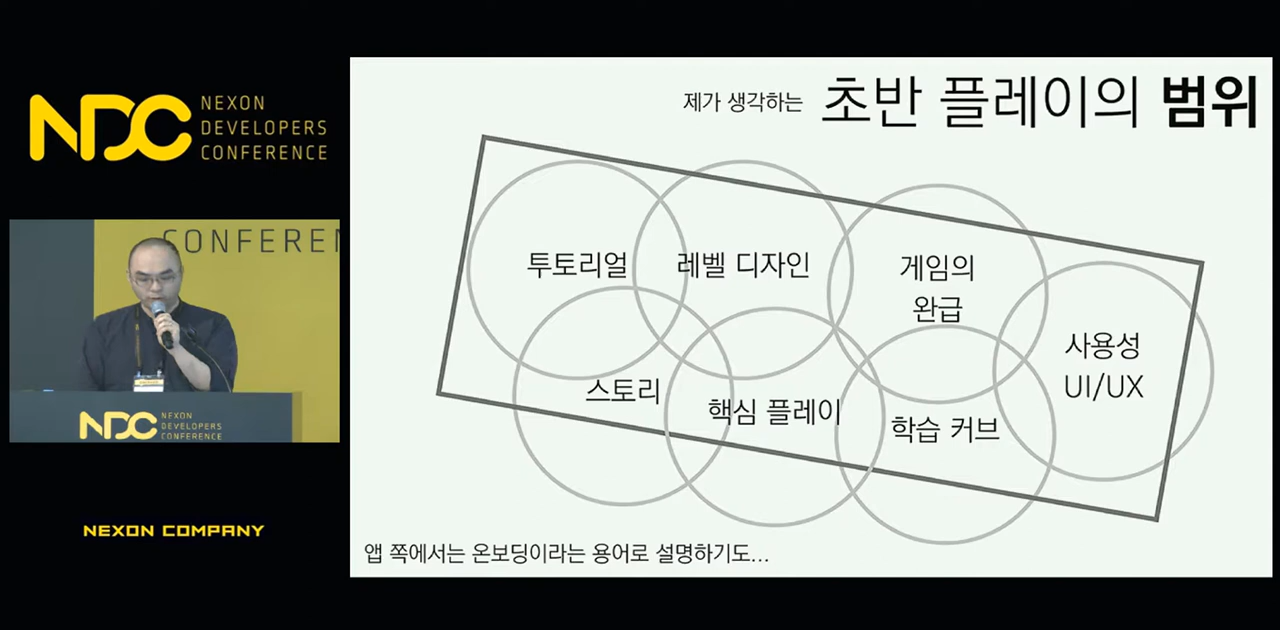 NDC
NEXON
DEVELOPERS
CONFERENCE
CONFEREN
NDC
NEXON
DEVELOPERS
CONFERENCE
NEXON COMPANY
제가 생각하는 초반 플레이의 범위
투토리얼
레벨 디자인
게임의
완급
사용성
UI/UX
스토리
핵심 플레이
학습 커브
앱 쪽에서는 온보딩이라는 용어로 설명하기도...